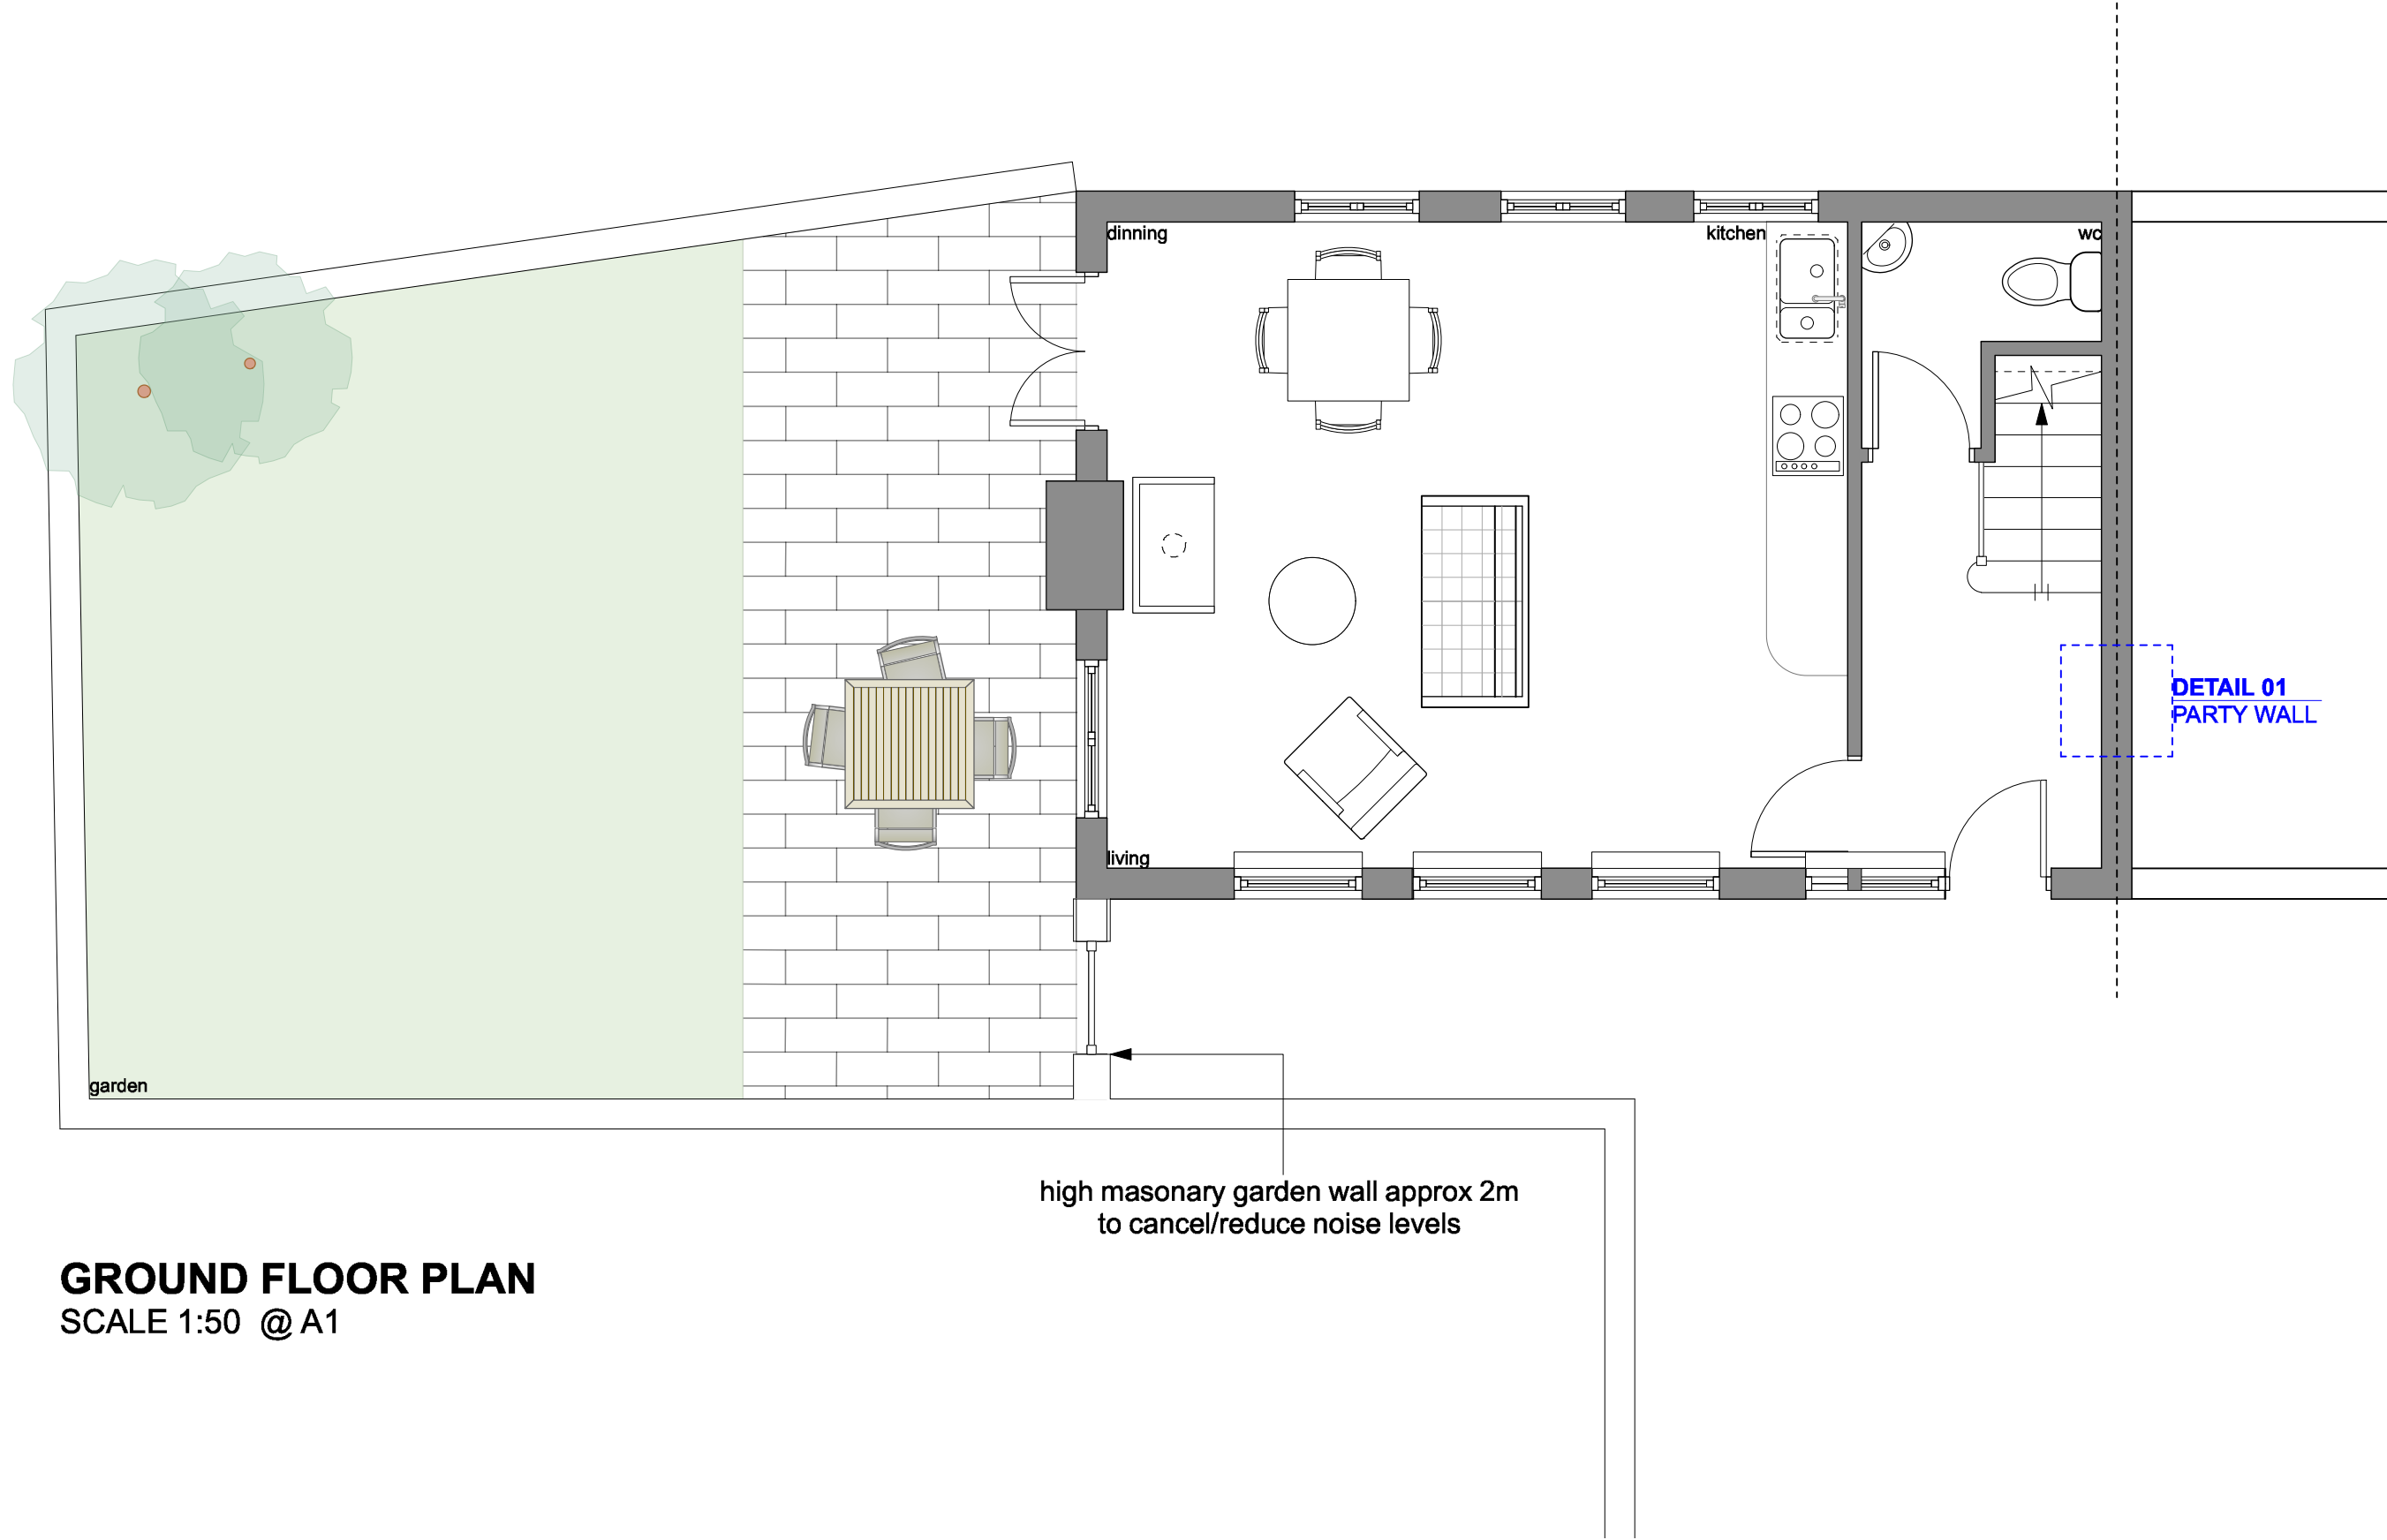 dinning
kitchen
wc
DETAIL 01
PARTY WALL
living
garden
high masonary garden wall approx 2m
to cancel/reduce noise levels
GROUND FLOOR PLAN
SCALE 1:50 @ A1